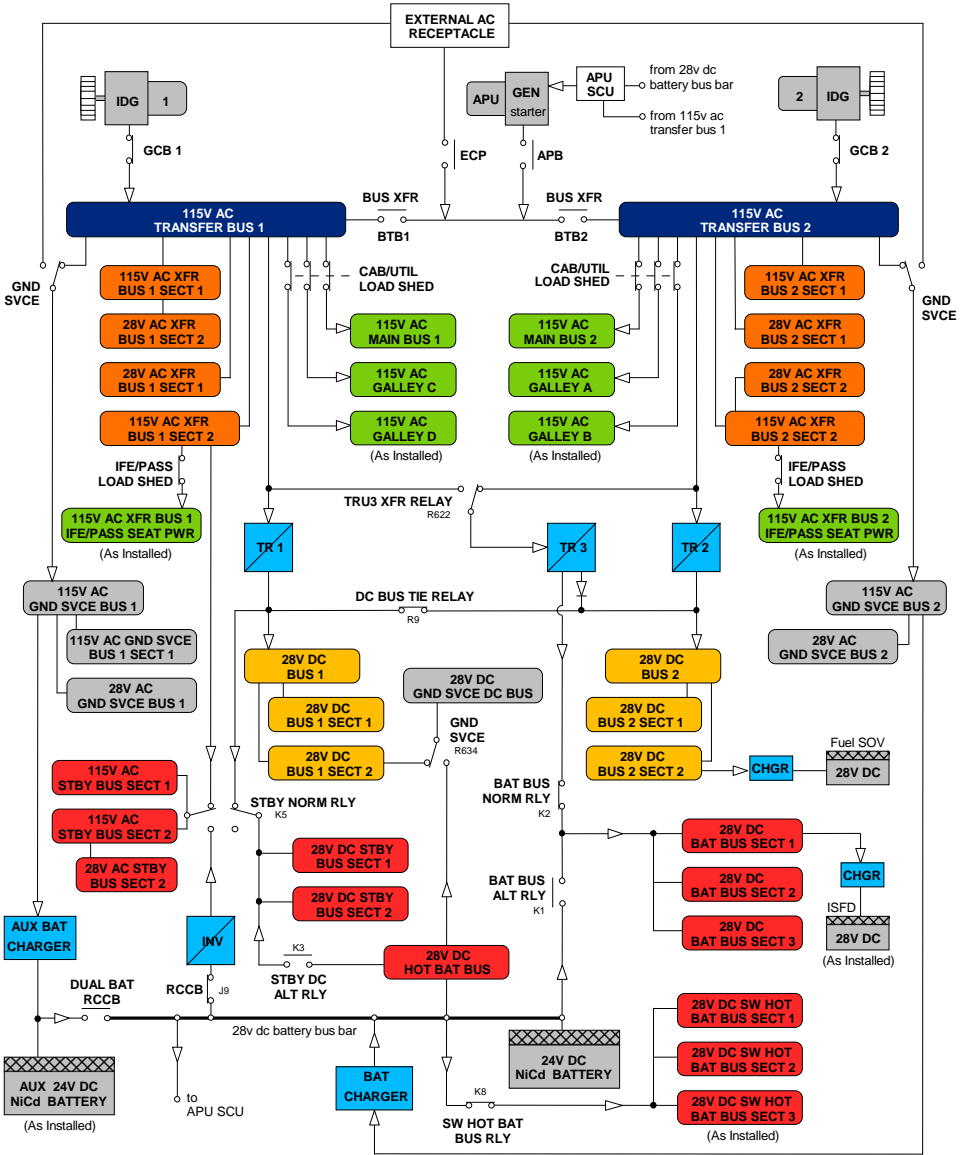 EXTERNAL AC
RECEPTACLE
IDG
1
GCB 1
APU
GEN
starter
APU
SCU
from 28v dc
battery bus bar
from 115v ac
transfer bus 1
2
IDG
GCB 2
ECP
APB
BUS XFR
BTB1
BUS XFR
BTB2
115V AC
TRANSFER BUS 1
115V AC
TRANSFER BUS 2
GND
SVCE
GND
SVCE
CAB/UTIL
LOAD SHED
CAB/UTIL
LOAD SHED
115V AC XFR
BUS 1 SECT 1
28V AC XFR
BUS 1 SECT 2
28V AC XFR
BUS 1 SECT 1
115V AC XFR
BUS 1 SECT 2
115V AC
MAIN BUS 1
115V AC
GALLEY C
115V AC
GALLEY D
(As Installed)
115V AC
MAIN BUS 2
115V AC
GALLEY A
115V AC
GALLEY B
(As Installed)
115V AC XFR
BUS 2 SECT 1
28V AC XFR
BUS 2 SECT 1
28V AC XFR
BUS 2 SECT 2
115V AC XFR
BUS 2 SECT 2
IFE/PASS
LOAD SHED
IFE/PASS
LOAD SHED
115V AC XFR BUS 1
IFE/PASS SEAT PWR
(As Installed)
115V AC XFR BUS 2
IFE/PASS SEAT PWR
(As Installed)
TRU3 XFR RELAY
R622
TR 1
TR 3
TR 2
DC BUS TIE RELAY
R9
115V AC
GND SVCE BUS 1
115V AC GND SVCE
BUS 1 SECT 1
28V AC
GND SVCE BUS 1
115V AC
GND SVCE BUS 2
28V AC
GND SVCE BUS 2
28V DC
BUS 1
28V DC
BUS 1 SECT 1
28V DC
BUS 1 SECT 2
28V DC
GND SVCE DC BUS
GND
SVCE
R634
28V DC
BUS 2
28V DC
BUS 2 SECT 1
28V DC
BUS 2 SECT 2
CHGR
Fuel SOV
28V DC
115V AC
STBY BUS SECT 1
115V AC
STBY BUS SECT 2
28V AC STBY
BUS SECT 2
STBY NORM RLY
K5
28V DC STBY
BUS SECT 1
28V DC STBY
BUS SECT 2
BAT BUS
NORM RLY
K2
BAT BUS
ALT RLY
K1
28V DC
BAT BUS SECT 1
28V DC
BAT BUS SECT 2
28V DC
BAT BUS SECT 3
CHGR
ISFD
28V DC
(As Installed)
AUX BAT
CHARGER
INV
K3
STBY DC
ALT RLY
28V DC
HOT BAT BUS
DUAL BAT
RCCB
RCCB
J9
28v dc battery bus bar
AUX 24V DC
NiCd BATTERY
(As Installed)
to
APU SCU
BAT
CHARGER
24V DC
NiCd BATTERY
K8
SW HOT BAT
BUS RLY
28V DC SW HOT
BAT BUS SECT 1
28V DC SW HOT
BAT BUS SECT 2
28V DC SW HOT
BAT BUS SECT 3
(As Installed)